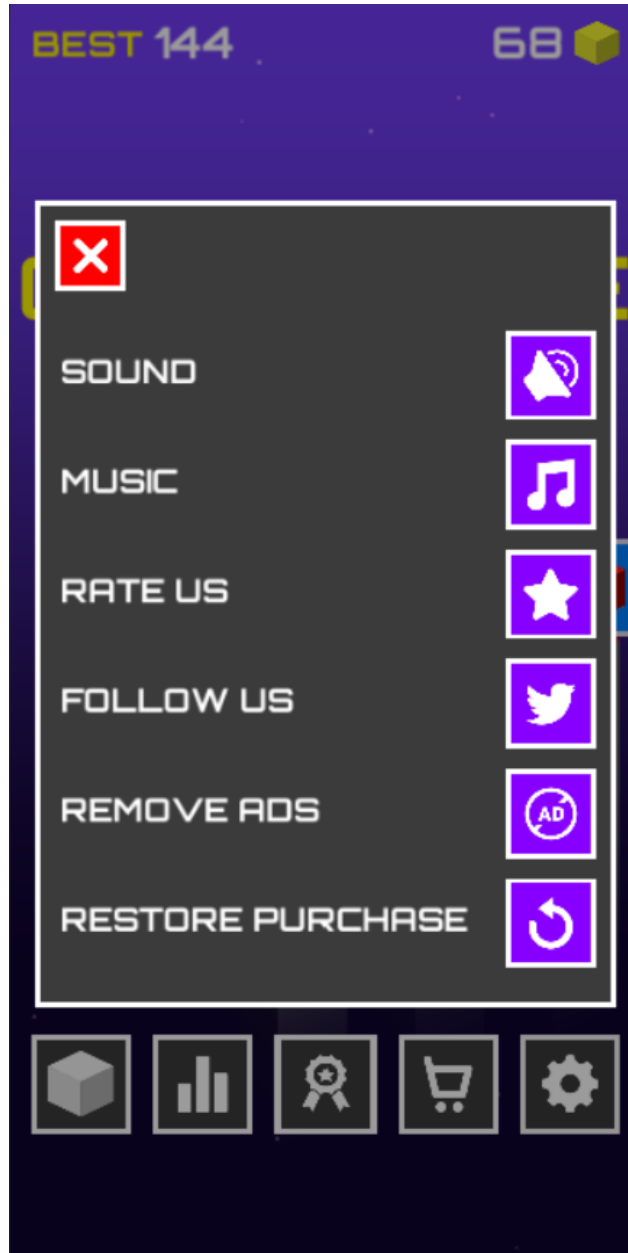 BEST 144 68
SOUND
MUSIC
RATE US
FOLLOW US
REMOVE ADS
AD
RESTORE PURCHASE